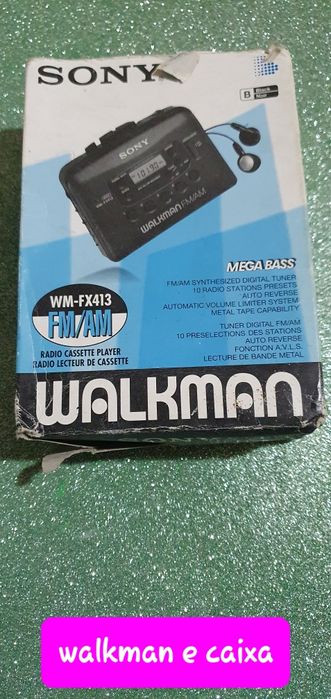 SONY
B Black
Noir
SONY
WALKMAN FM/AM
MEGA BASS
FM/AM SYNTHESIZED DIGITAL TUNER
10 RADIO STATIONS PRESETS
AUTO REVERSE
AUTOMATIC VOLUME LIMITER SYSTEM
METAL TAPE CAPABILITY
WM-FX413
FM/AM
RADIO CASSETTE PLAYER
RADIO LECTEUR DE CASSETTE
TUNER DIGITAL FM/AM
10 PRESELECTIONS DES STATIONS
AUTO REVERSE
FONCTION A.V.L.S.
LECTURE DE BANDE METAL
WALKMAN
walkman e caixa